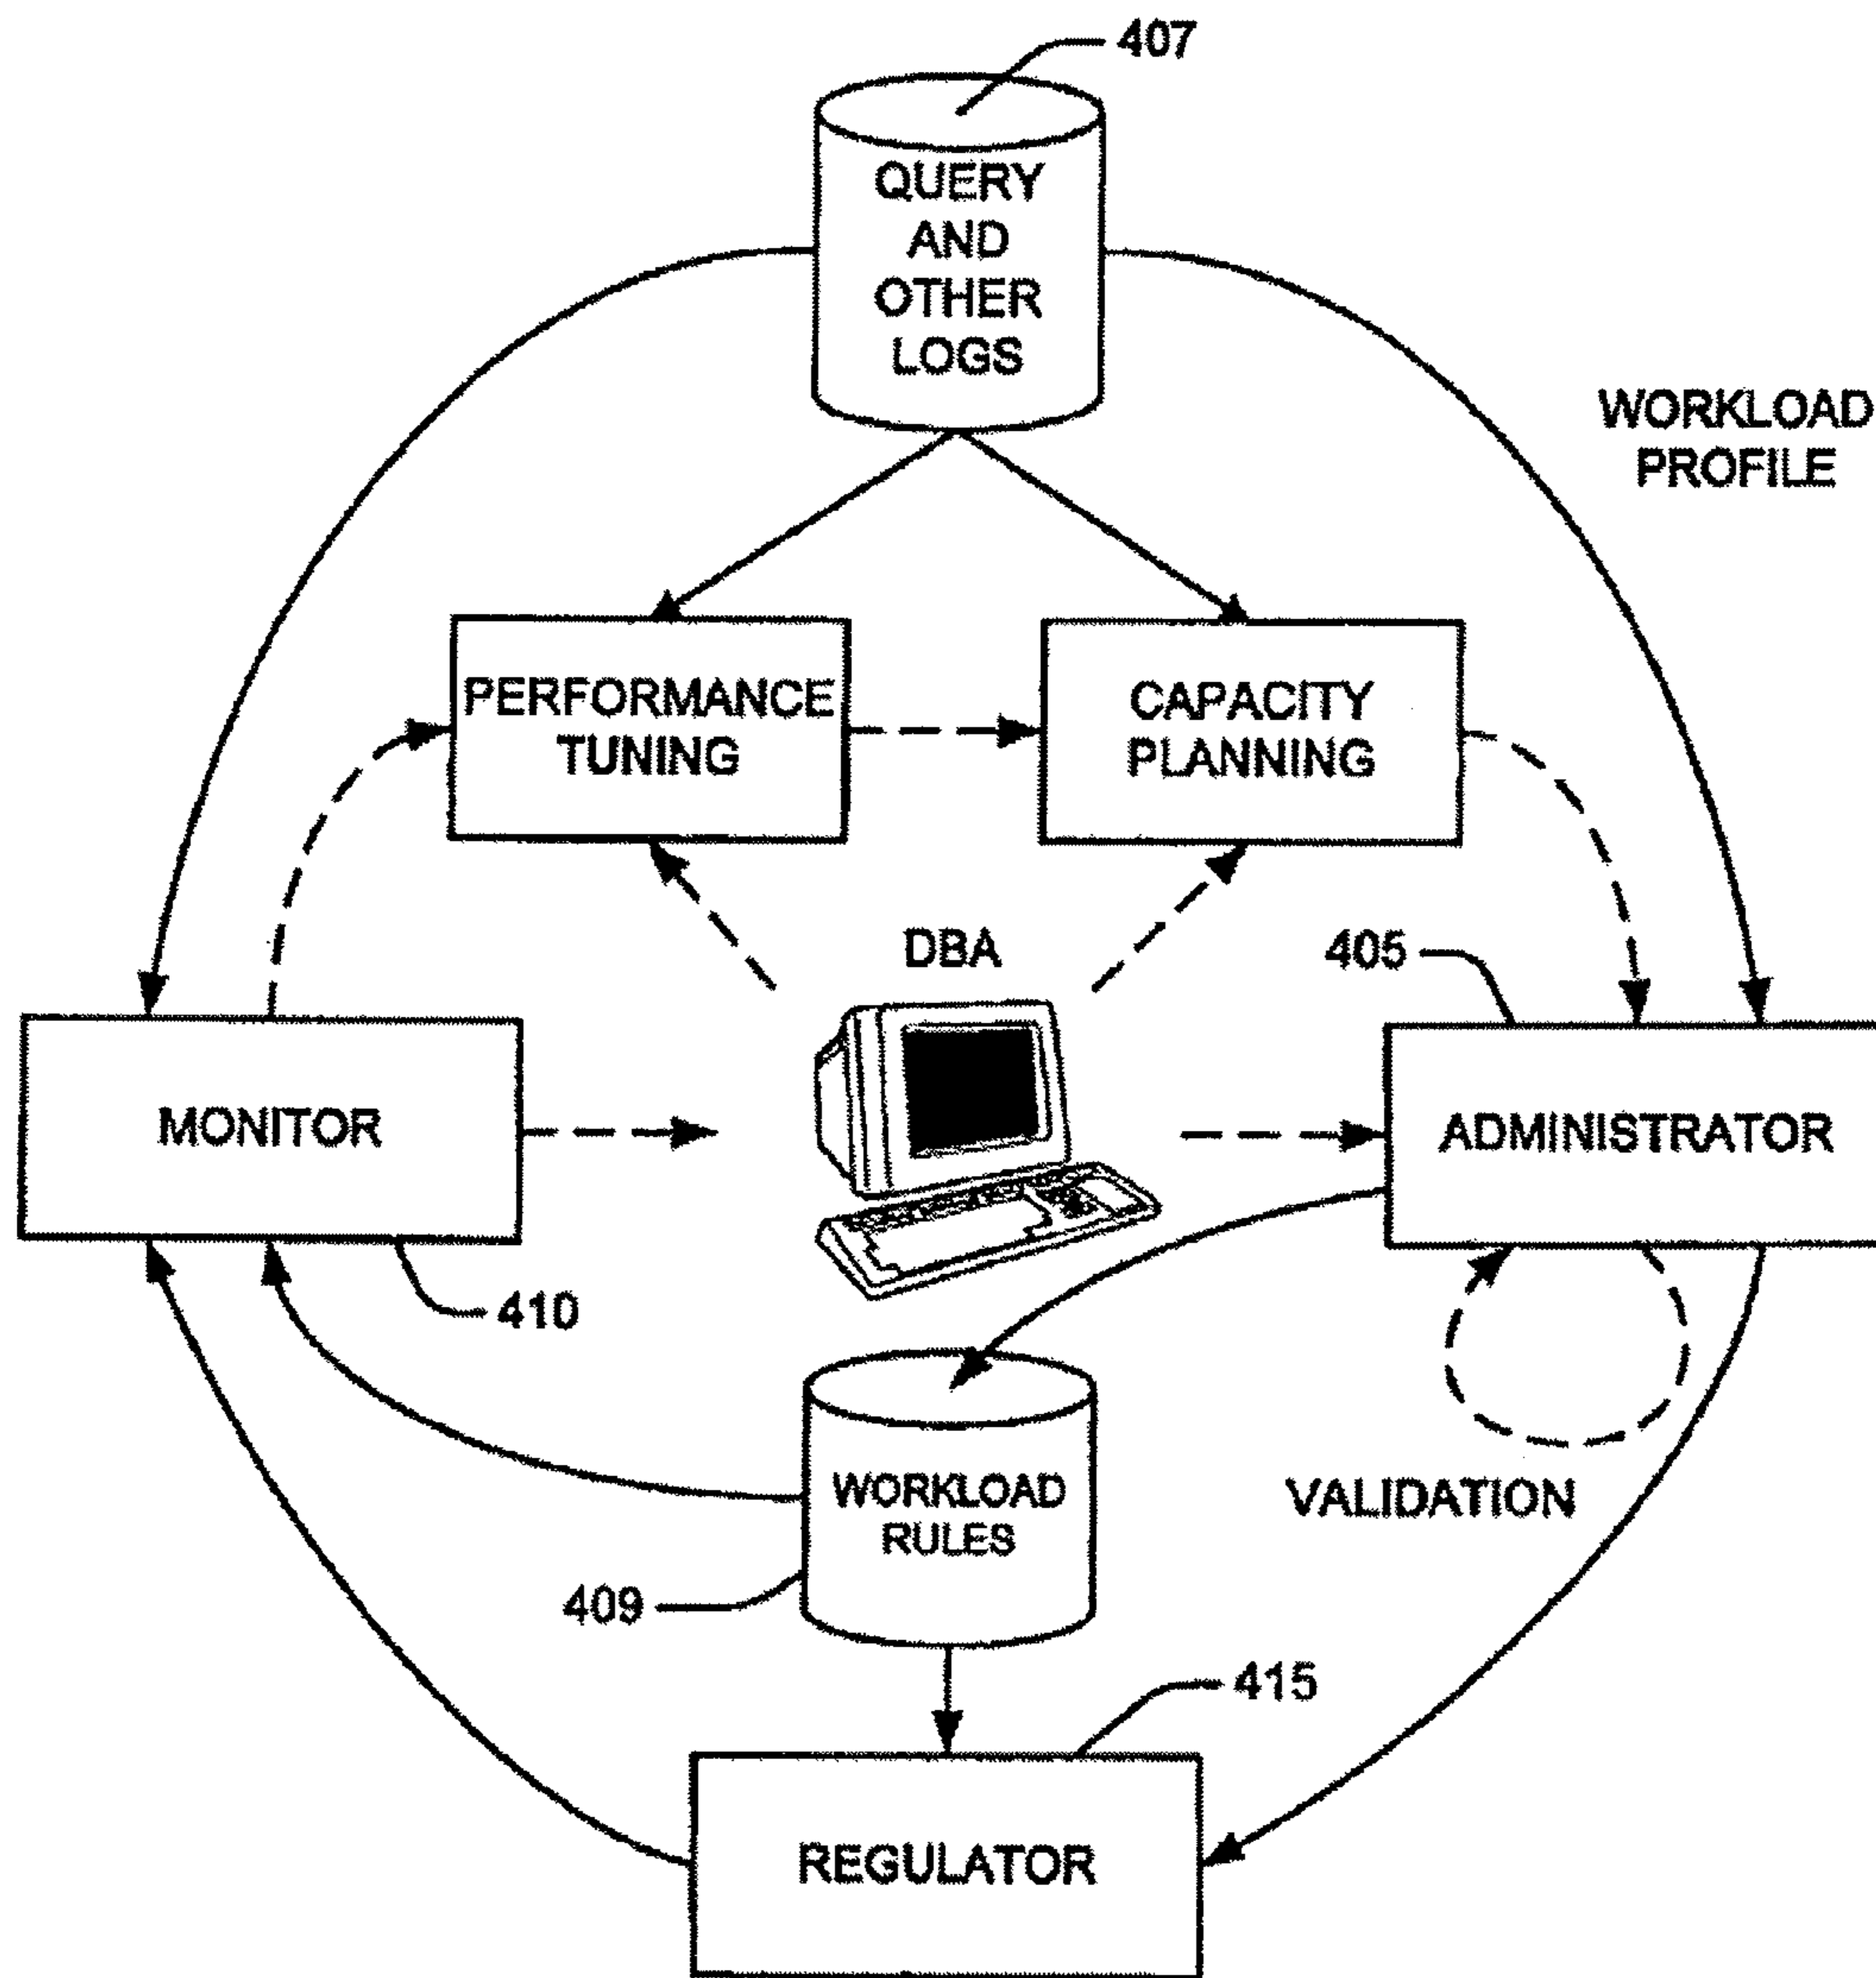 407
QUERY
AND
OTHER
LOGS
WORKLOAD
PROFILE
PERFORMANCE
TUNING
CAPACITY
PLANNING
DBA
405
MONITOR
ADMINISTRATOR
410
WORKLOAD
RULES
VALIDATION
409
415
REGULATOR